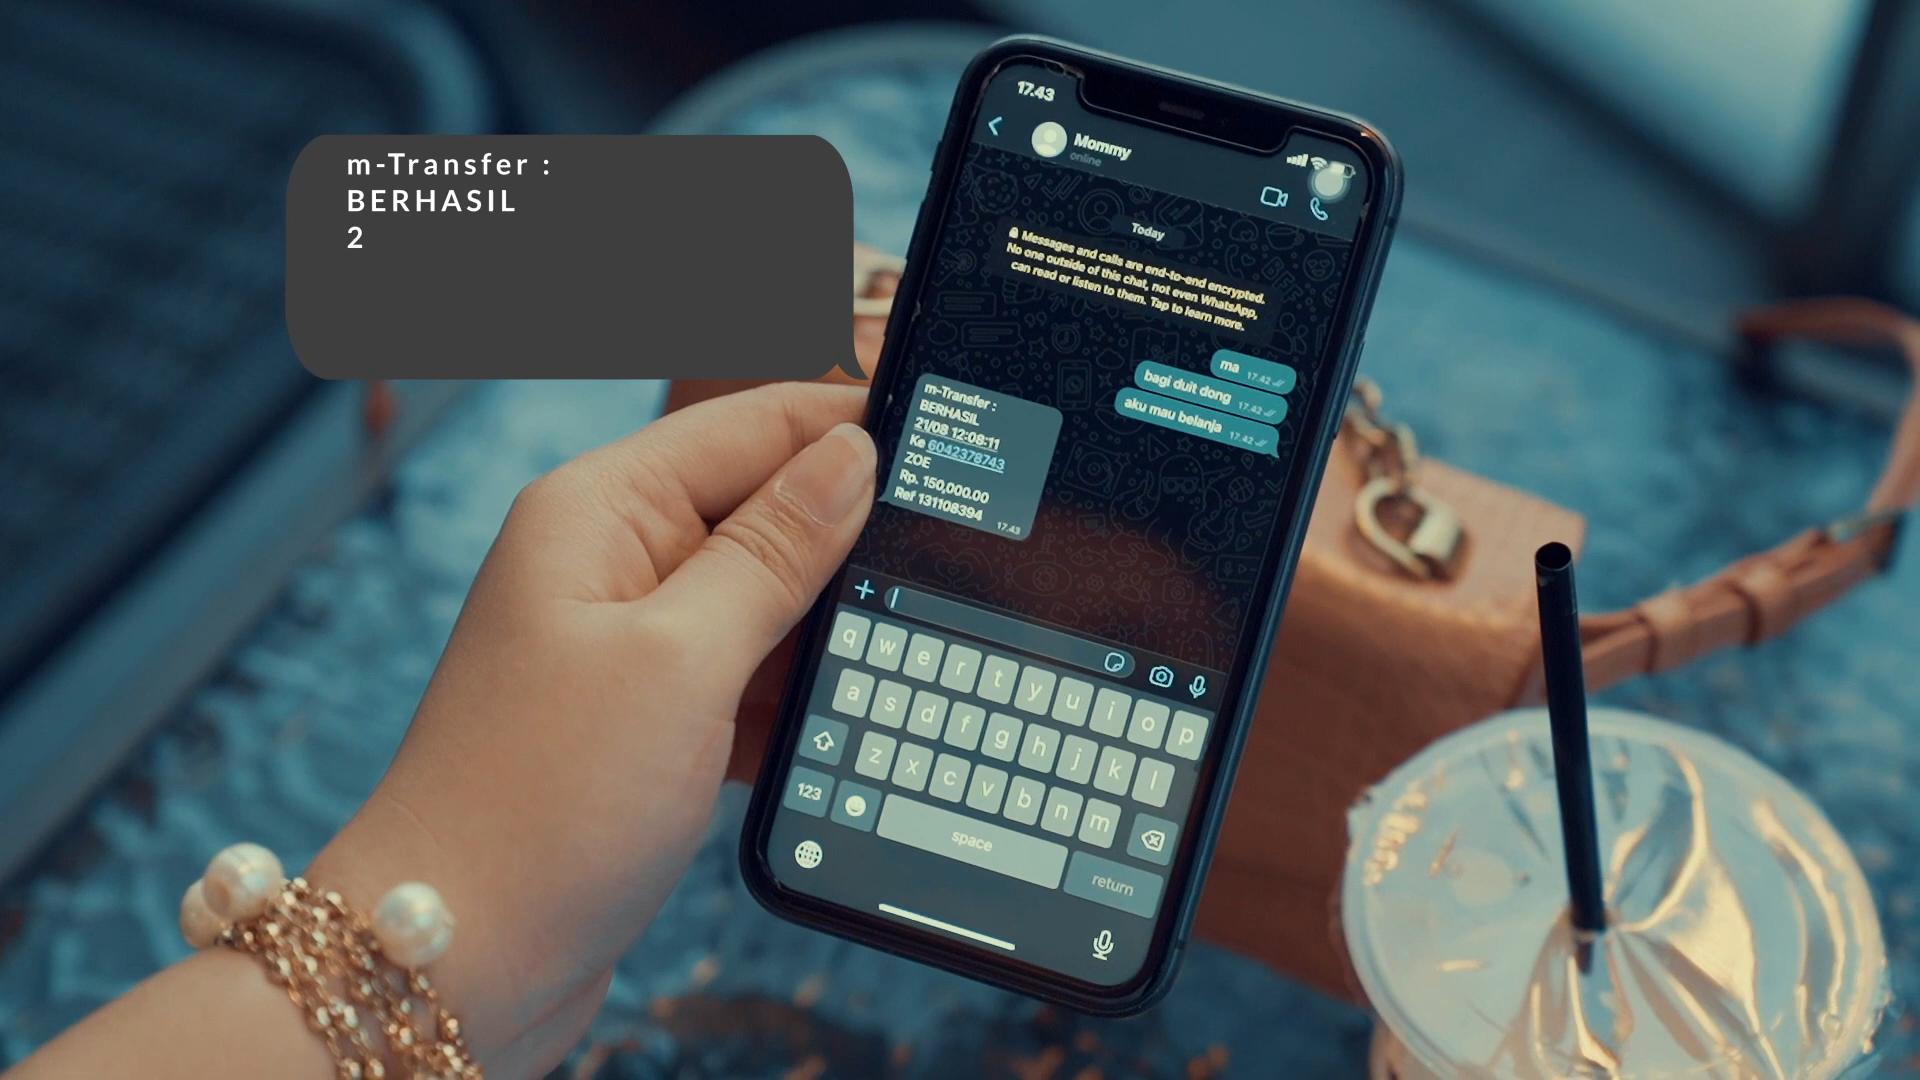 m-Transfer :
BERHASIL
2
17.43
Mommy
online
Today
Messages and calls are end-to-end encrypted.
No one outside of this chat, not even WhatsApp,
can read or listen to them. Tap to learn more.
ma 17.42
bagi duit dong 17.42
aku mau belanja 17.42
m-Transfer :
BERHASIL
21/08 12:08:11
Ke 6042378743
ZOE
Rp. 150,000.00
Ref 131108394
17.43
q w e r t y u i o p
a s d f g h j k l
z x c v b n m
123
space
return